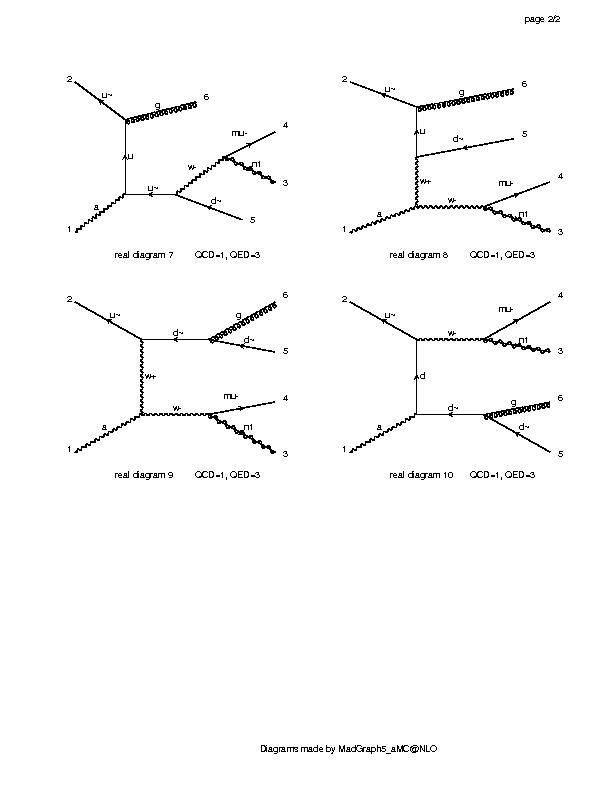 page 2/2
2 u~ g 6
mu- 4
u w- n1 3
u~ d~ 5
a 1
real diagram 7 QCD=1, QED=3
2 u~ g 6
u d~ 5
w+ mu- 4
w- n1 3
a 1
real diagram 8 QCD=1, QED=3
2 u~ g 6
d~ d~ 5
w+ mu- 4
a w- n1
1 3
real diagram 9 QCD=1, QED=3
2 u~ mu- 4
w- n1 3
d g 6
a d~ d~
1 5
real diagram 10 QCD=1, QED=3
Diagrams made by MadGraph5_aMC@NLO